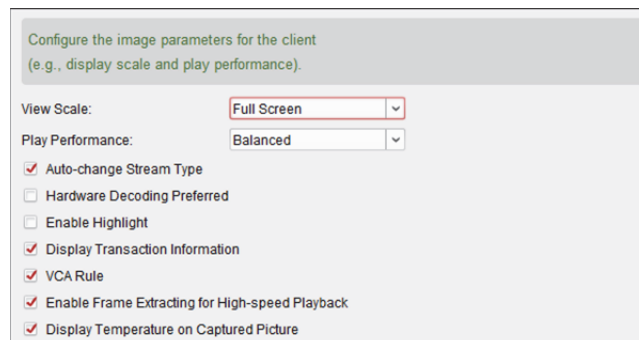 Configure the image parameters for the client
(e.g., display scale and play performance).
View Scale: Full Screen
Play Performance: Balanced
Auto-change Stream Type
Hardware Decoding Preferred
Enable Highlight
Display Transaction Information
VCA Rule
Enable Frame Extracting for High-speed Playback
Display Temperature on Captured Picture